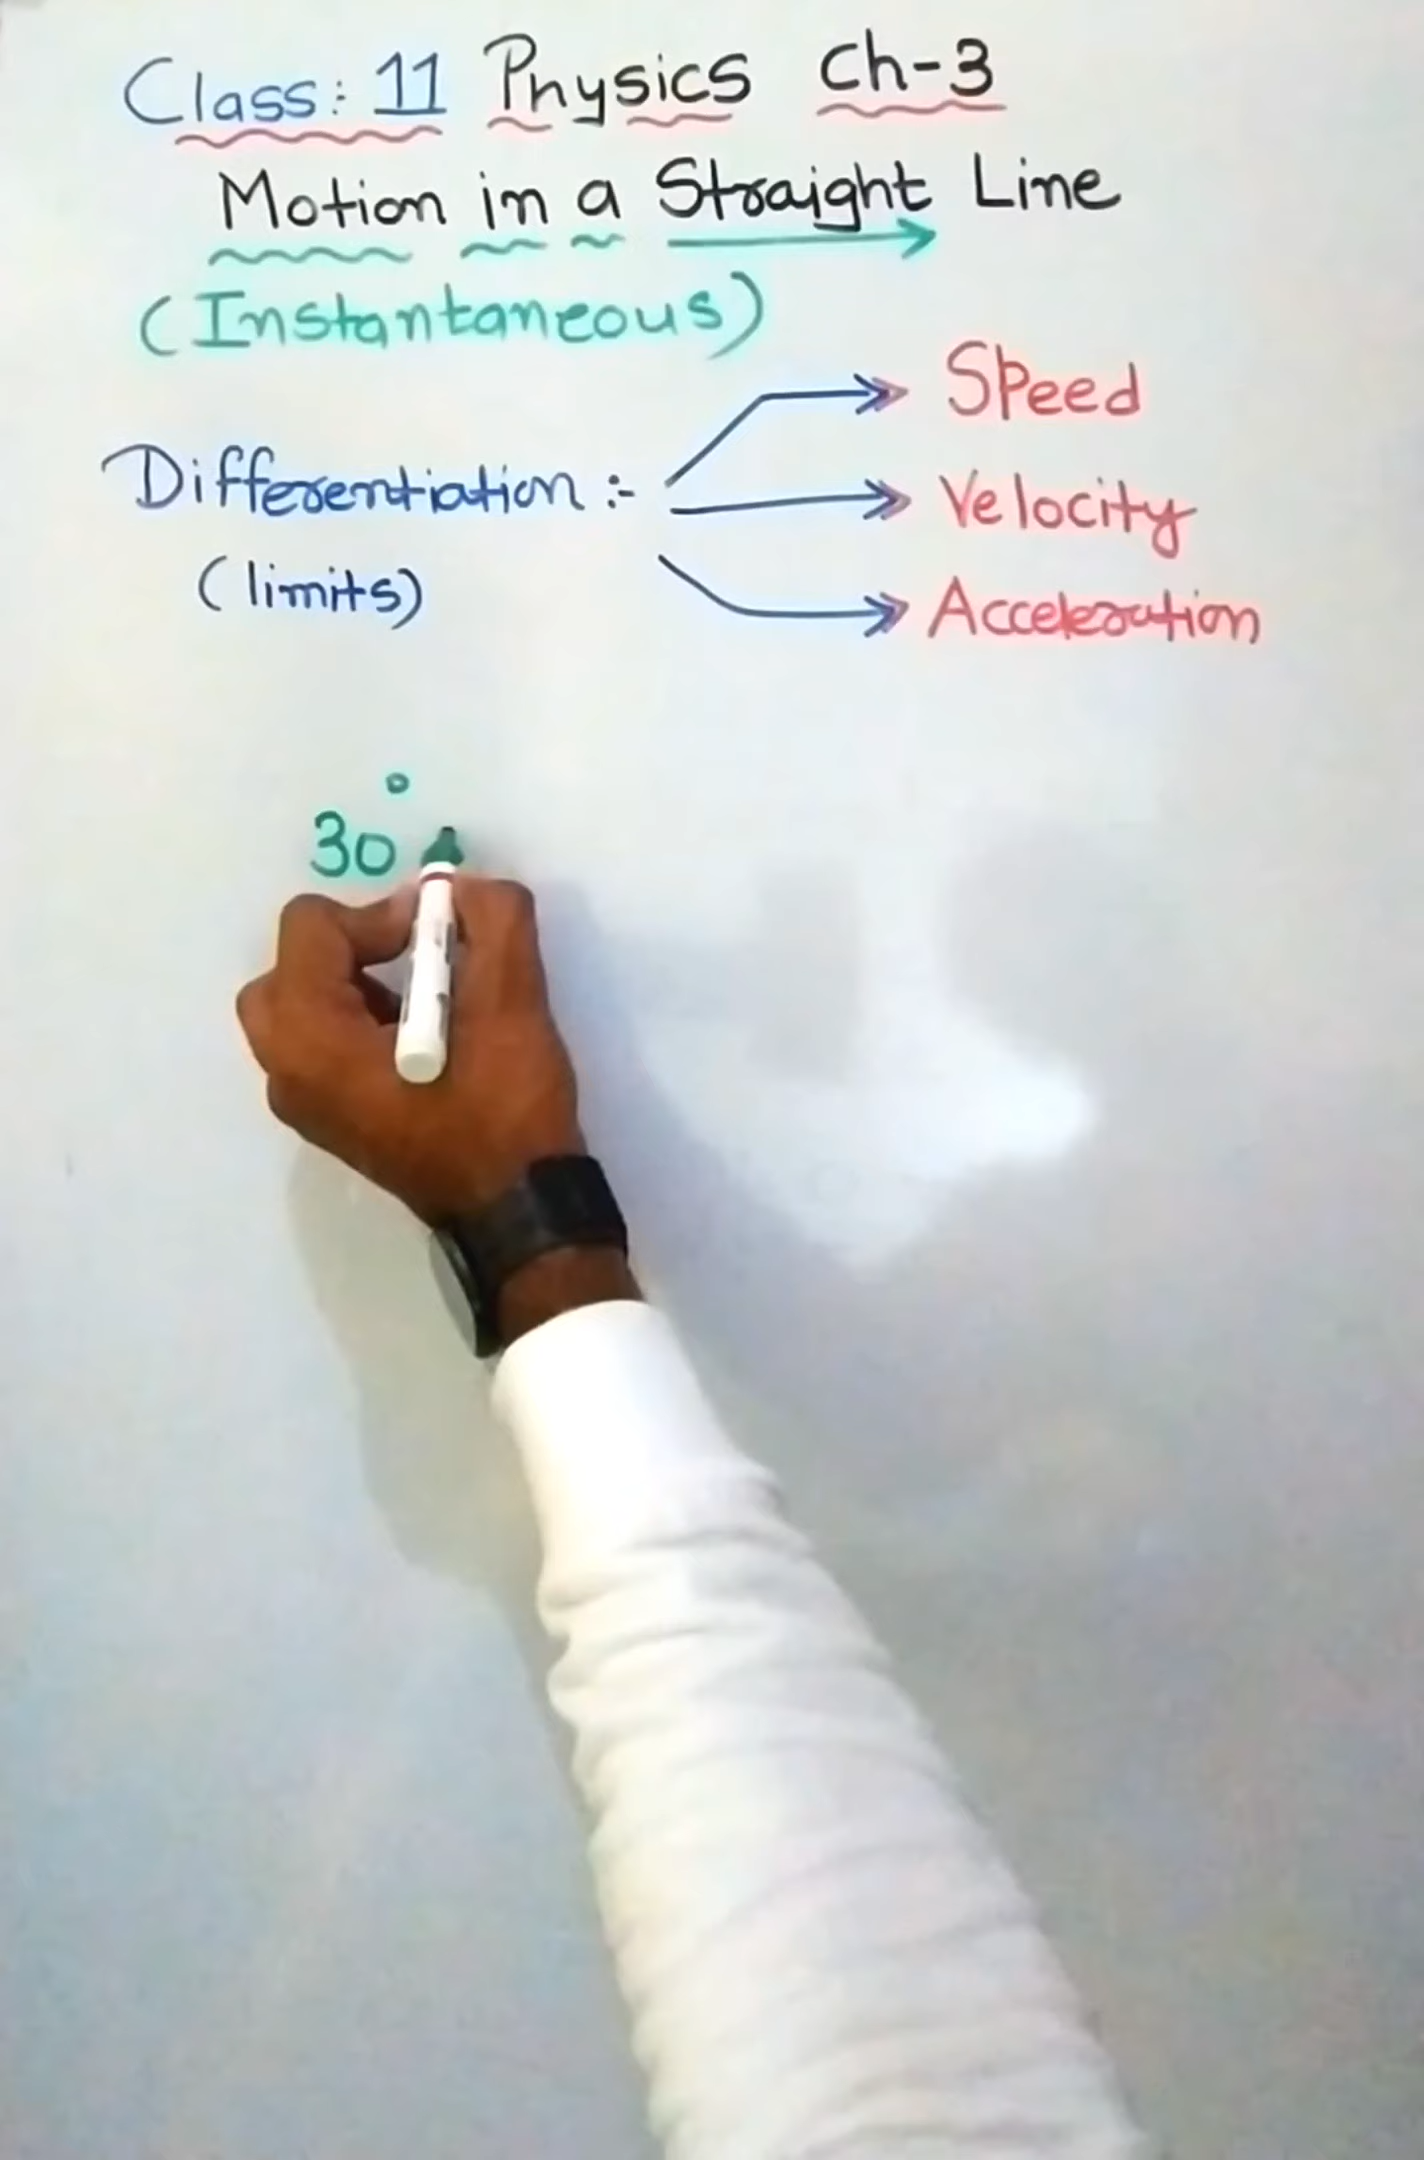 Class: 11 Physics Ch-3
Motion in a Straight Line
(Instantaneous)
Speed
Differentiation :- Velocity
(limits)
Acceleration
30°